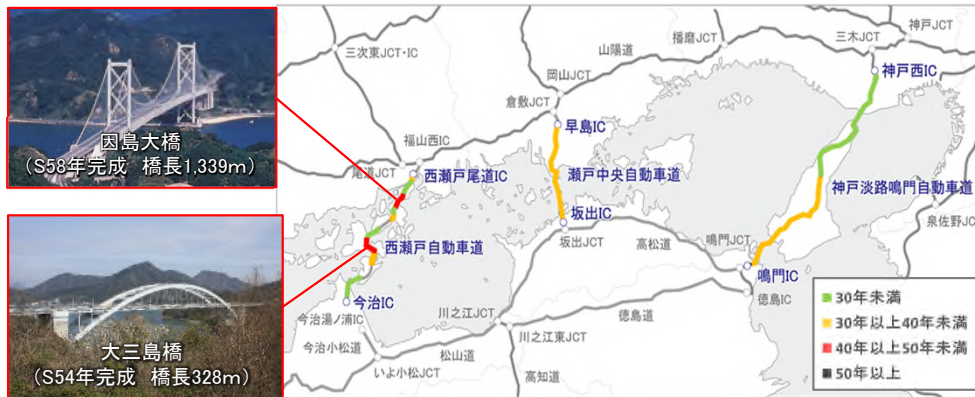 因島大橋
（S58年完成　橋長1,339m）
大三島橋
（S54年完成　橋長328m）
三次東JCT・IC
山陽道
播磨JCT
三木JCT
神戸JCT
岡山JCT
神戸西IC
倉敷JCT
早島IC
福山西IC
尾道JCT
西瀬戸尾道IC
瀬戸中央自動車道
神戸淡路鳴門自動車道
坂出IC
泉佐野JCT
西瀬戸自動車道
坂出JCT
高松道
鳴門JCT
鳴門IC
今治IC
徳島IC
今治湯ノ浦IC
川之江JCT
徳島道
今治小松道
川之江東JCT
松山道
いよ小松JCT
高知道
30年未満
30年以上40年未満
40年以上50年未満
50年以上